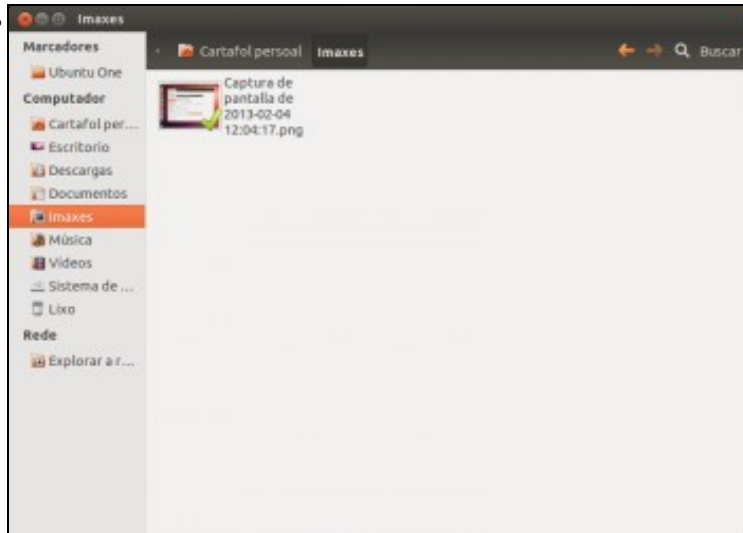 Imaxes
Marcadores
Ubuntu One
Computador
Cartafol per...
Escritorio
Descargas
Documentos
Imaxes
Música
Vídeos
Sistema de ...
Lixo
Rede
Explorar a r...
Cartafol persoal Imaxes
Buscar
Captura de
pantalla de
2013-02-04
12:04:17.png